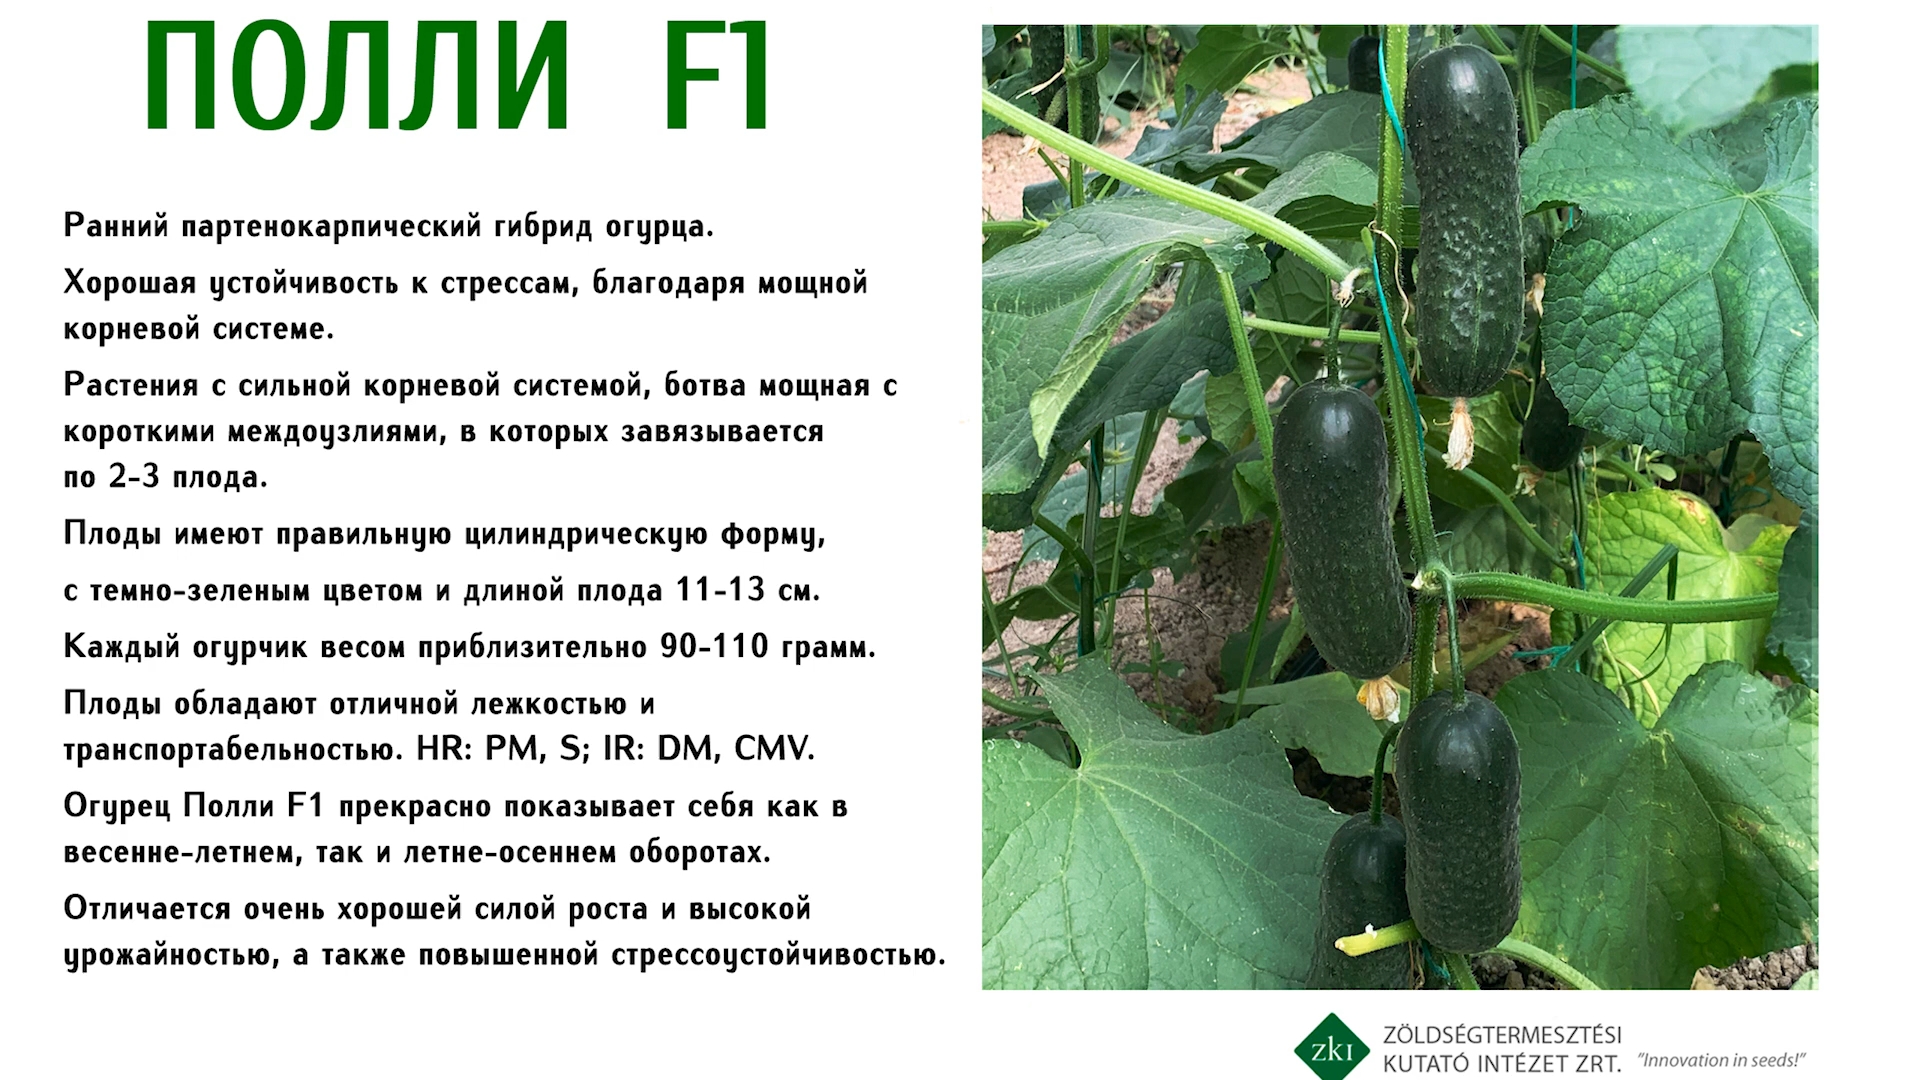 ПОЛЛИ F1
Ранний партенокарпический гибрид огурца.
Хорошая устойчивость к стрессам, благодаря мощной
корневой системе.
Растения с сильной корневой системой, ботва мощная с
короткими междоузлиями, в которых завязывается
по 2-3 плода.
Плоды имеют правильную цилиндрическую форму,
с темно-зеленым цветом и длиной плода 11-13 см.
Каждый огурчик весом приблизительно 90-110 грамм.
Плоды обладают отличной лежкостью и
транспортабельностью. HR: PM, S; IR: DM, CMV.
Огурец Полли F1 прекрасно показывает себя как в
весенне-летнем, так и летне-осеннем оборотах.
Отличается очень хорошей силой роста и высокой
урожайностью, а также повышенной стрессоустойчивостью.
zkı
ZÖLDSÉGTERMESZTÉSI
KUTATÓ INTÉZET ZRT.
"Innovation in seeds!"